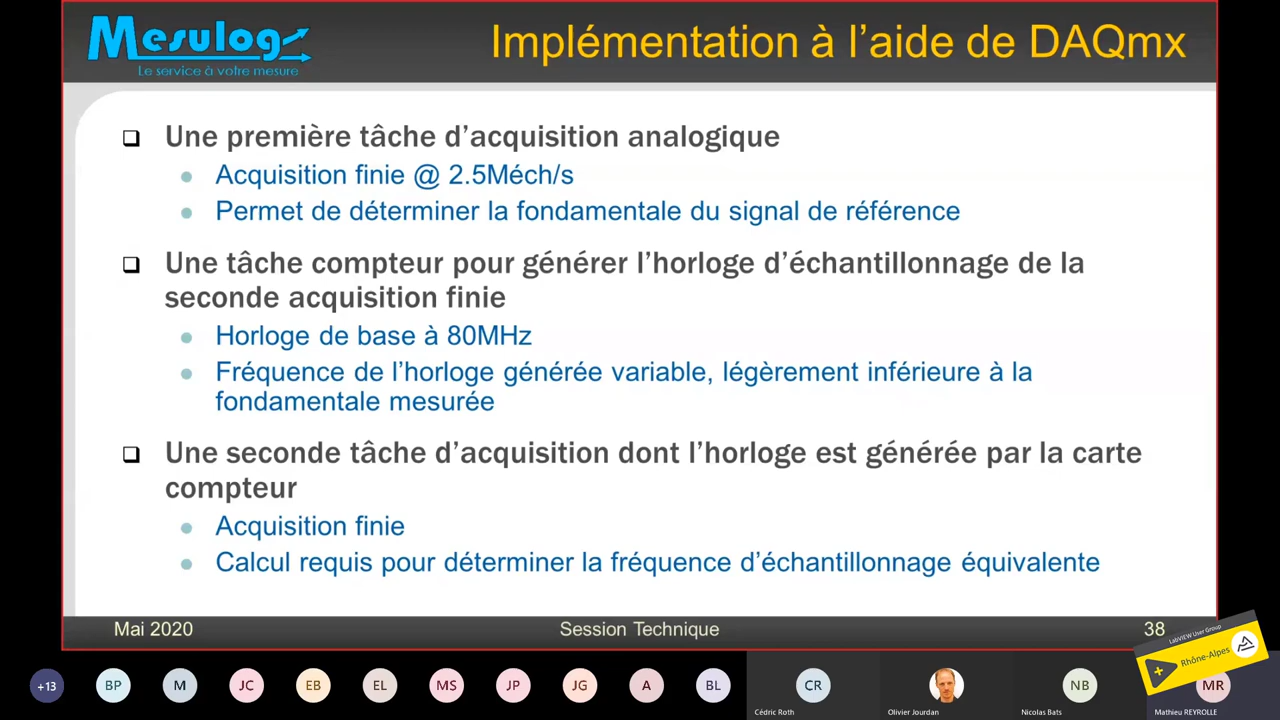 Mesulog
Le service à votre mesure
Implémentation à l’aide de DAQmx
Une première tâche d’acquisition analogique
Acquisition finie @ 2.5Méch/s
Permet de déterminer la fondamentale du signal de référence
Une tâche compteur pour générer l’horloge d’échantillonnage de la
seconde acquisition finie
Horloge de base à 80MHz
Fréquence de l’horloge générée variable, légèrement inférieure à la
fondamentale mesurée
Une seconde tâche d’acquisition dont l’horloge est générée par la carte
compteur
Acquisition finie
Calcul requis pour déterminer la fréquence d’échantillonnage équivalente
Mai 2020
Session Technique
38
LabVIEW User Group
Rhône-Alpes
+13
BP
M
JC
EB
EL
MS
JP
JG
A
BL
CR
NB
MR
Cédric Roth
Olivier Jourdan
Nicolas Bats
Mathieu REYROLLE